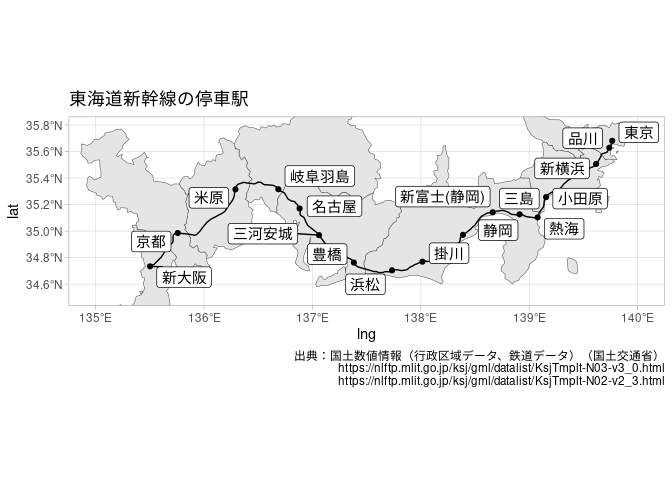 東海道新幹線の停車駅
35.8°N
35.6°N
35.4°N
35.2°N
35.0°N
34.8°N
34.6°N
lat
東京
品川
新横浜
岐阜羽島
米原
新富士(静岡)
三島
小田原
名古屋
三河安城
静岡
熱海
京都
豊橋
掛川
新大阪
浜松
135°E
136°E
137°E
138°E
139°E
140°E
lng
出典：国土数値情報（行政区域データ、鉄道データ）（国土交通省）
https://nlftp.mlit.go.jp/ksj/gml/datalist/KsjTmplt-N03-v3_0.html
https://nlftp.mlit.go.jp/ksj/gml/datalist/KsjTmplt-N02-v2_3.html